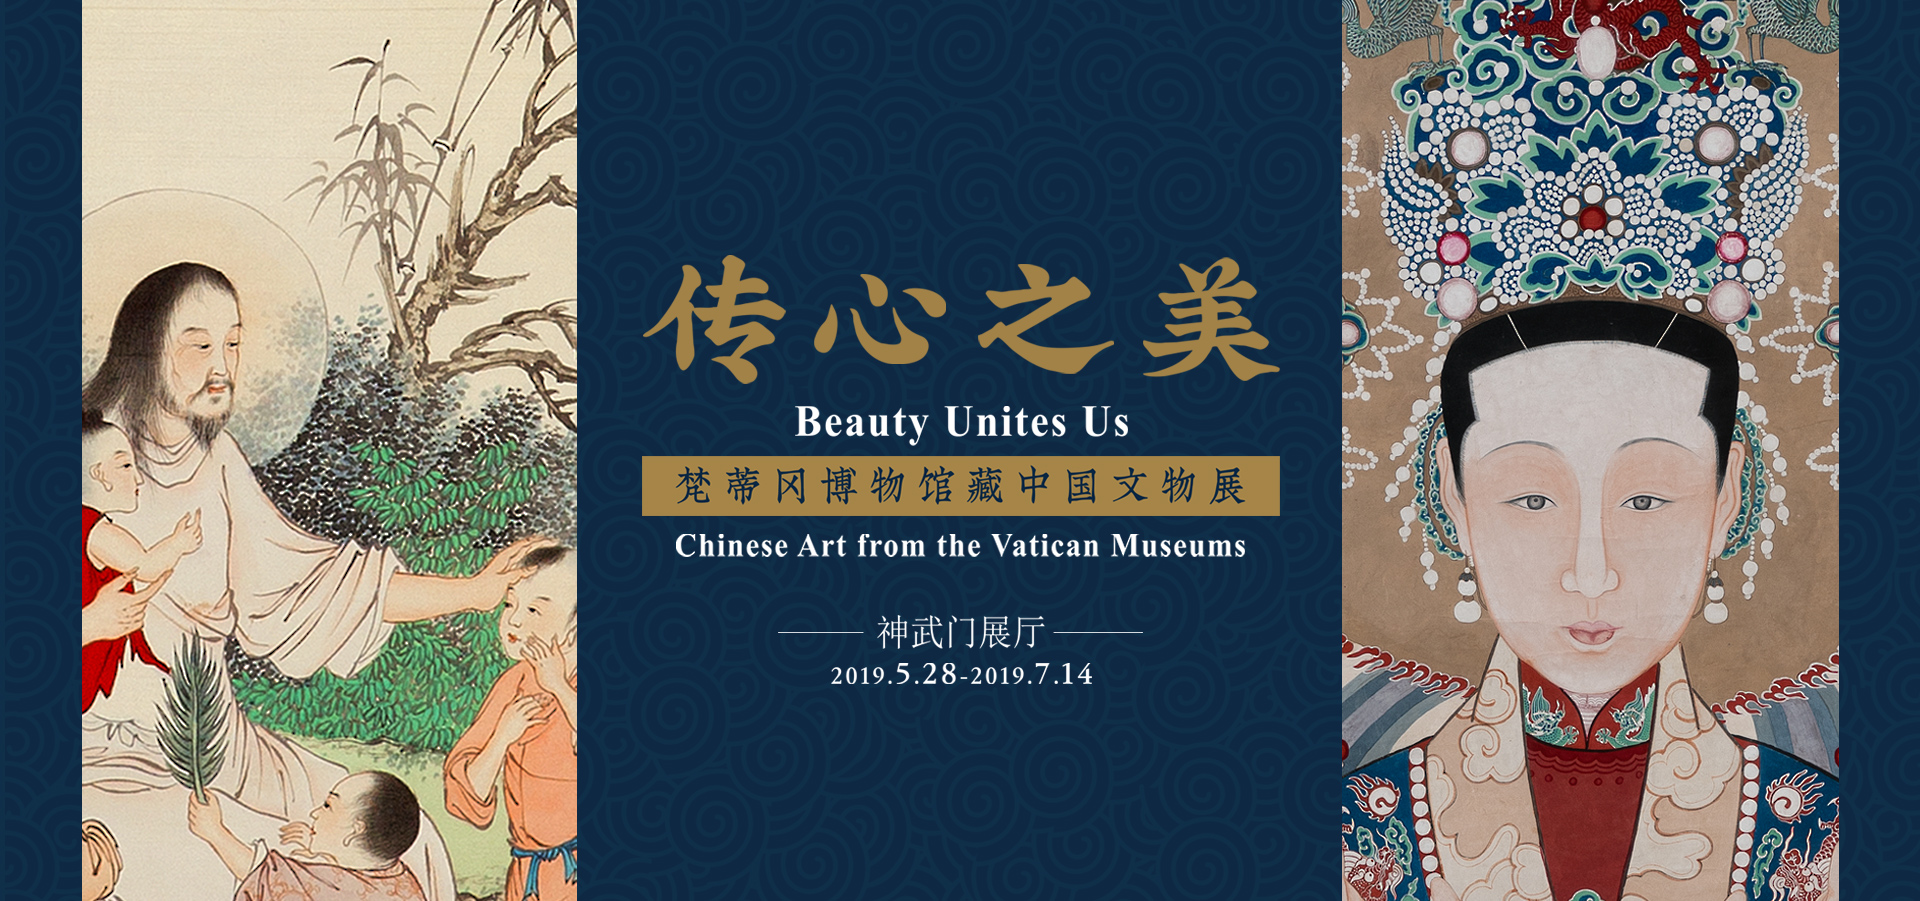 传心之美
Beauty Unites Us
梵蒂冈博物馆藏中国文物展
Chinese Art from the Vatican Museums
神武门展厅
2019.5.28-2019.7.14